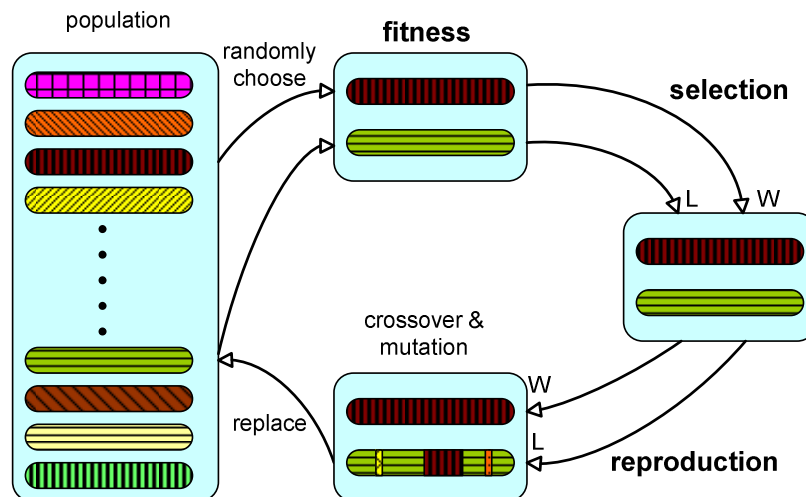 population
randomly
choose
fitness
selection
L
W
crossover &
mutation
W
L
replace
reproduction